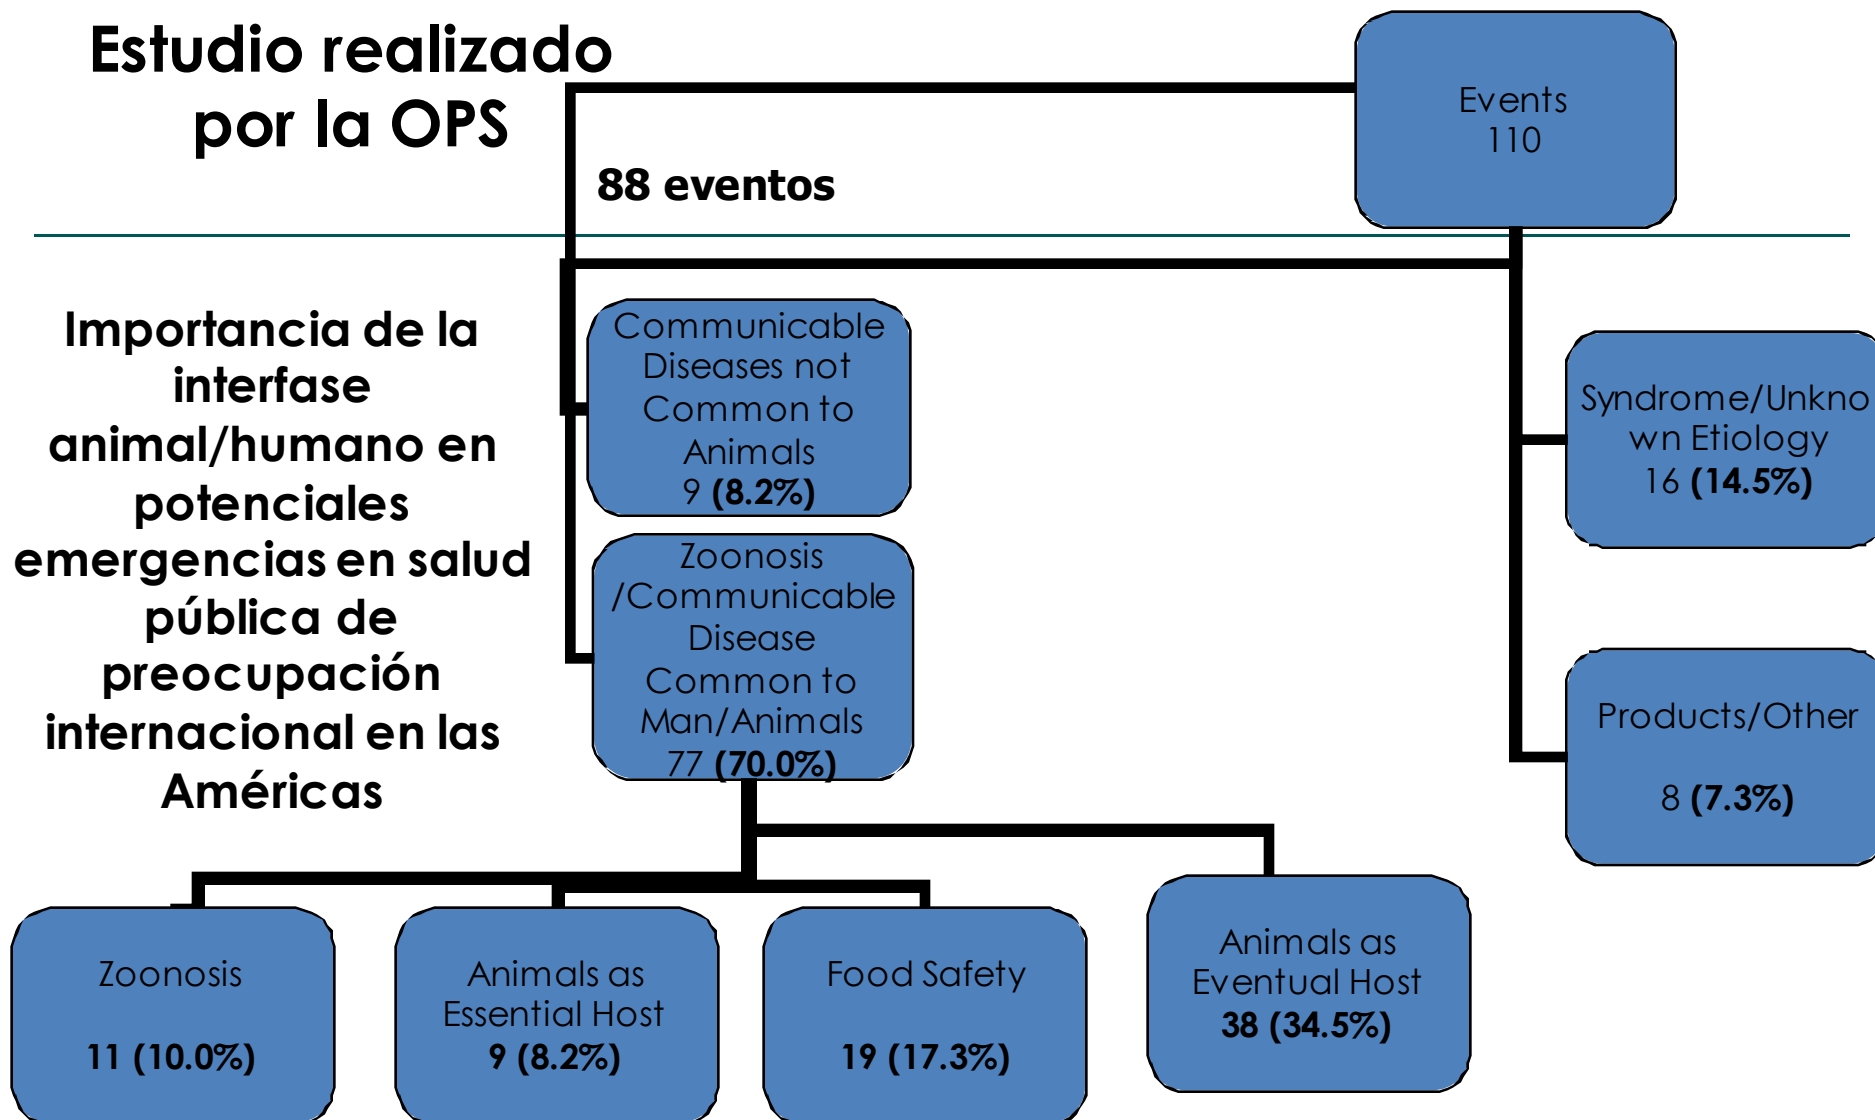 Estudio realizado
por la OPS
Events
110
88 eventos
Importancia de la
interfase
animal/humano en
potenciales
emergencias en salud
pública de
preocupación
internacional en las
Américas
Communicable
Diseases not
Common to
Animals
9 (8.2%)
Zoonosis
/Communicable
Disease
Common to
Man/Animals
77 (70.0%)
Syndrome/Unkno
wn Etiology
16 (14.5%)
Products/Other
8 (7.3%)
Zoonosis
11 (10.0%)
Animals as
Essential Host
9 (8.2%)
Food Safety
19 (17.3%)
Animals as
Eventual Host
38 (34.5%)